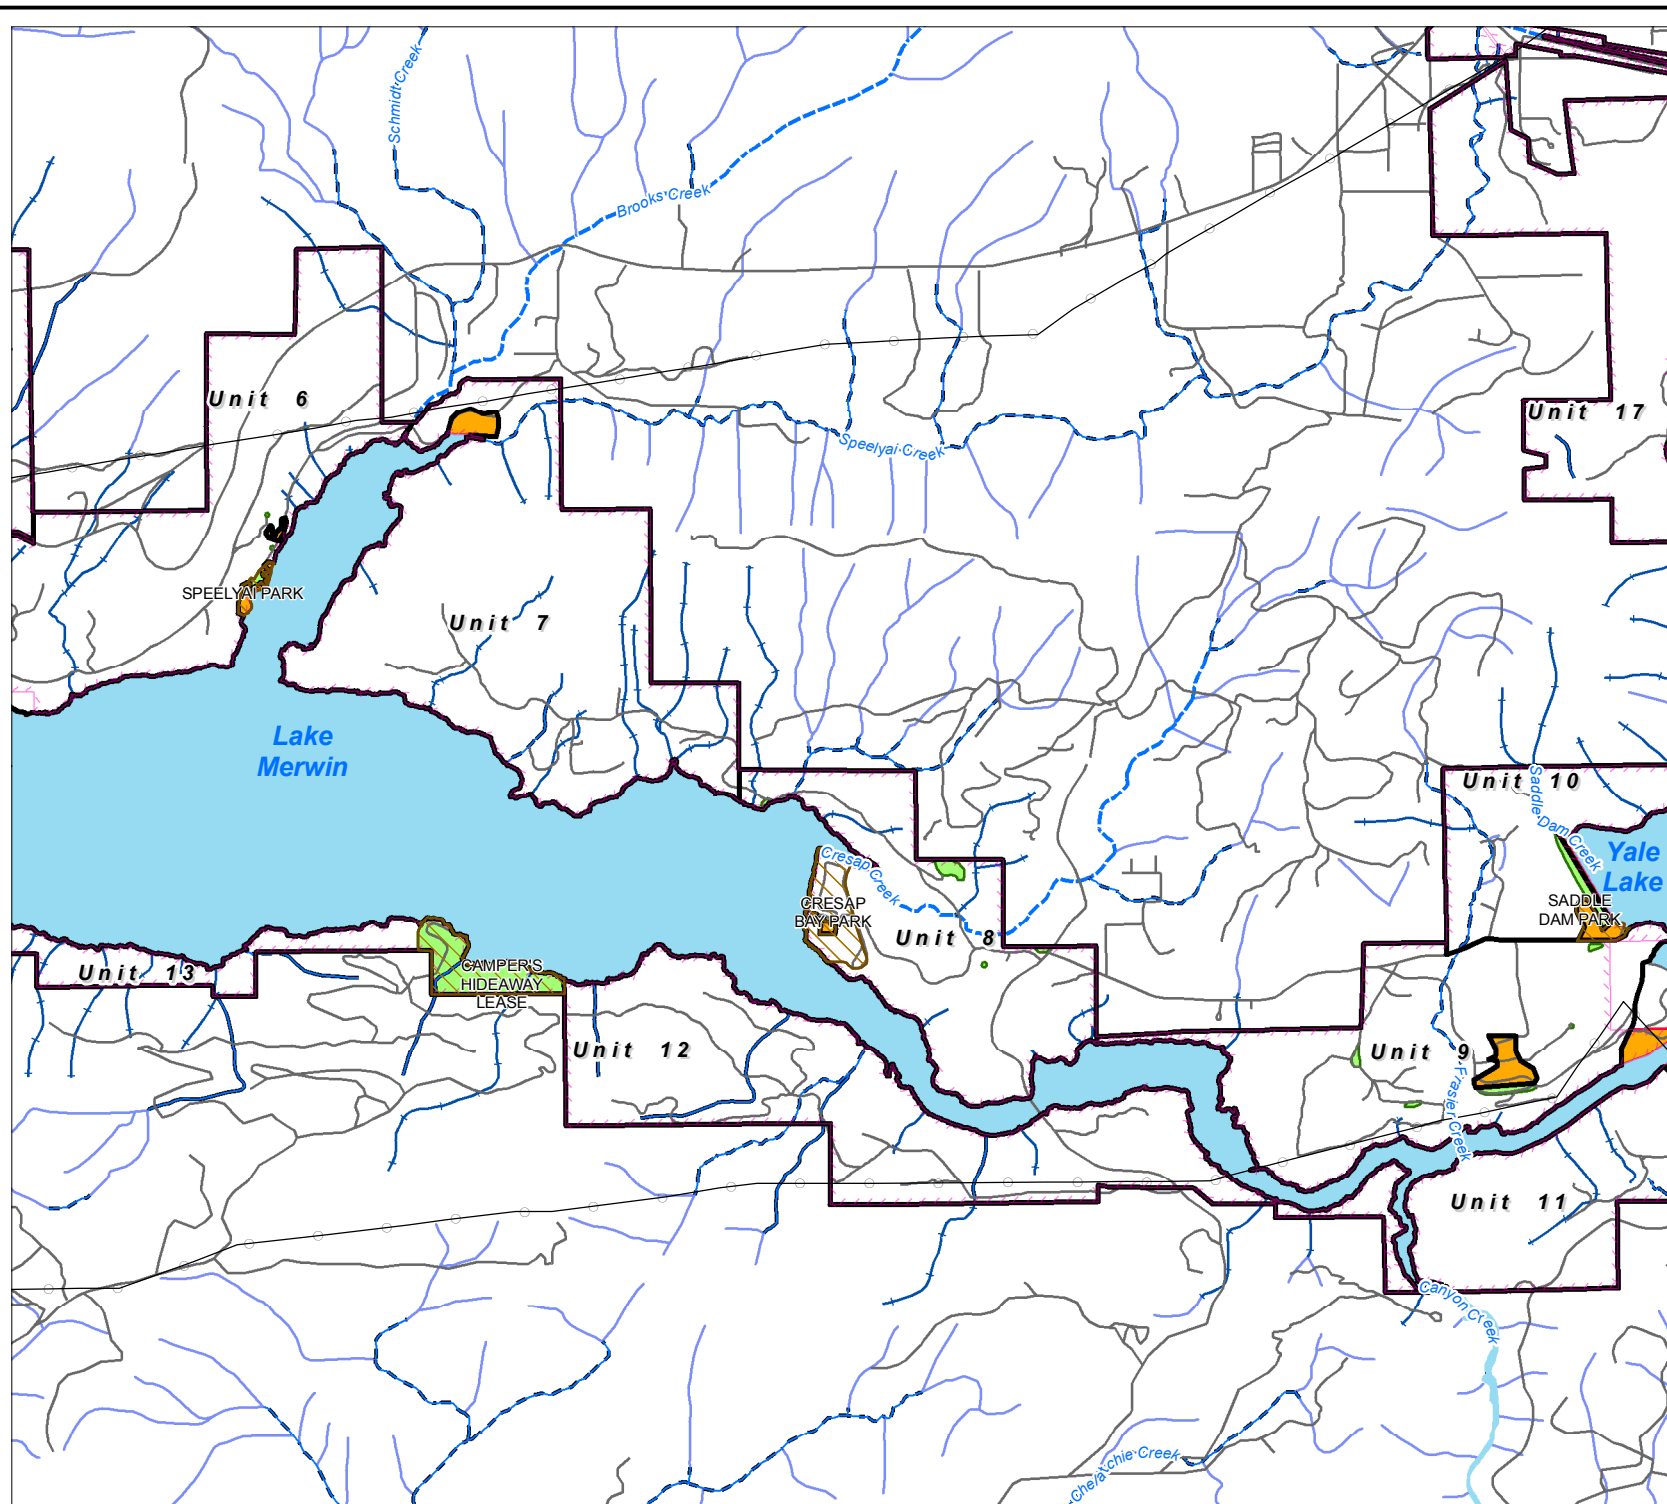 Schmidt Creek
Brooks Creek
Unit 6
Unit 17
Speelyai Creek
SPEELYAI PARK
Unit 7
Lake
Merwin
Unit 10
Saddle Dam Creek
Yale
Lake
Cresap Creek
CRESAP
BAY PARK
SADDLE
DAM PARK
Unit 8
Unit 13
CAMPER'S
HIDEAWAY
LEASE
Unit 12
Unit 9
Frasier Creek
Unit 11
Canyon Creek
Chelatchie Creek